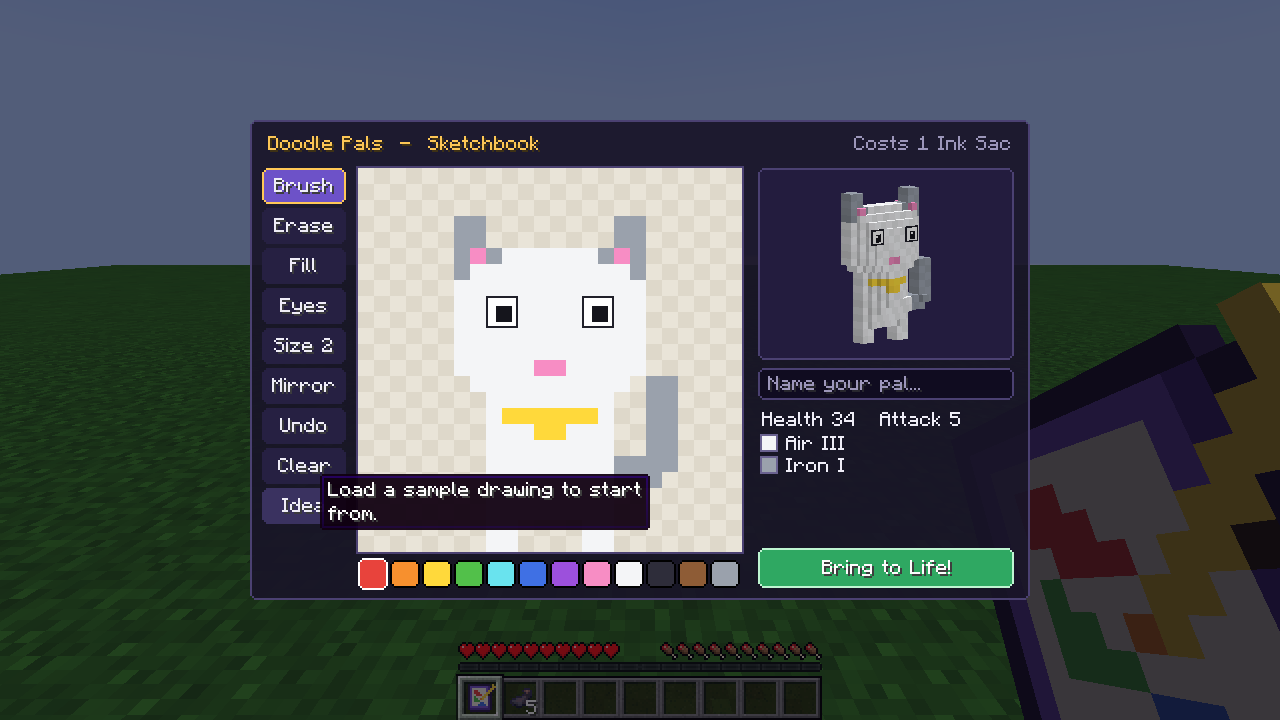 Doodle Pals - Sketchbook
Costs 1 Ink Sac
Brush
Erase
Fill
Eyes
Size 2
Mirror
Undo
Clear
Idea
Load a sample drawing to start
from.
Name your pal...
Health 34 Attack 5
Air III
Iron I
Bring to Life!
5